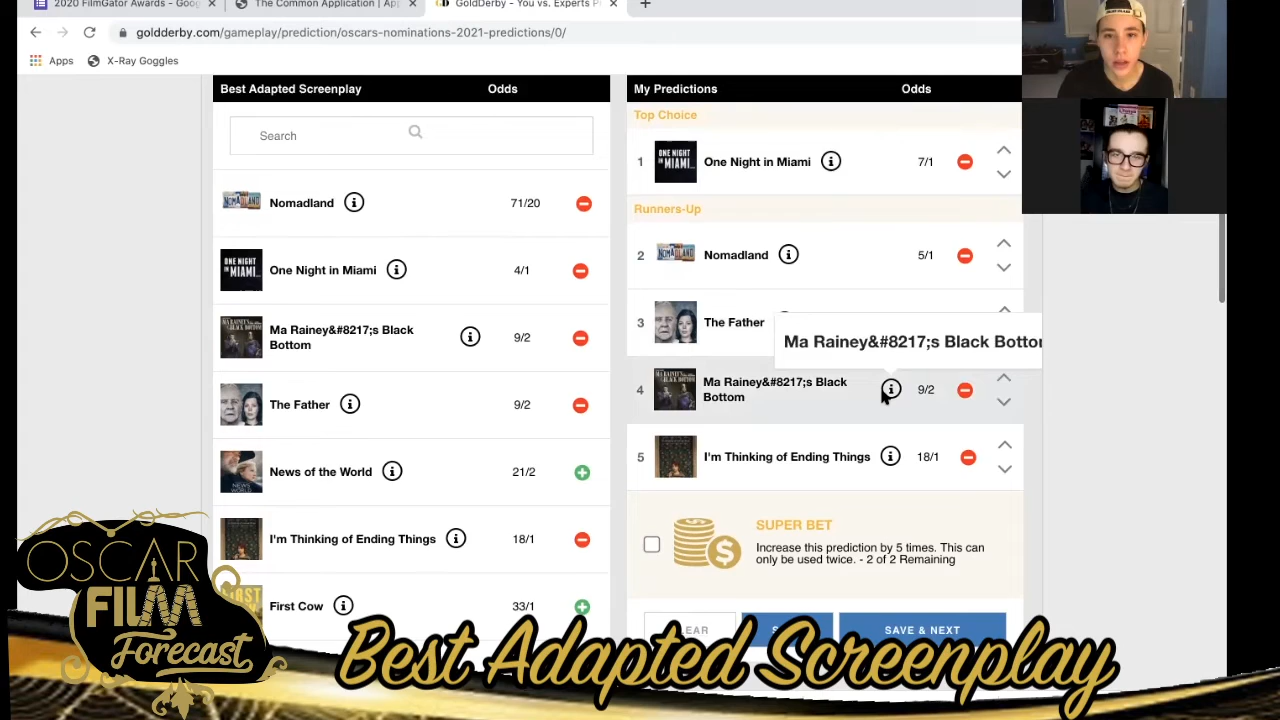 2020 FilmGator Awards - Goog
The Common Application | App
GoldDerby - You vs. Experts P
goldderby.com/gameplay/prediction/oscars-nominations-2021-predictions/0/
Apps
X-Ray Goggles
Best Adapted Screenplay
Odds
Search
Nomadland
71/20
One Night in Miami
4/1
Ma Rainey&#8217;s Black
Bottom
9/2
The Father
9/2
News of the World
21/2
I'm Thinking of Ending Things
18/1
First Cow
33/1
My Predictions
Odds
Top Choice
1
One Night in Miami
7/1
Runners-Up
2
Nomadland
5/1
3
The Father
Ma Rainey&#8217;s Black Bottom
4
Ma Rainey&#8217;s Black
Bottom
9/2
5
I'm Thinking of Ending Things
18/1
SUPER BET
Increase this prediction by 5 times. This can
only be used twice. - 2 of 2 Remaining
SAVE & NEXT
OSCAR
FILM
Forecast
Best Adapted Screenplay